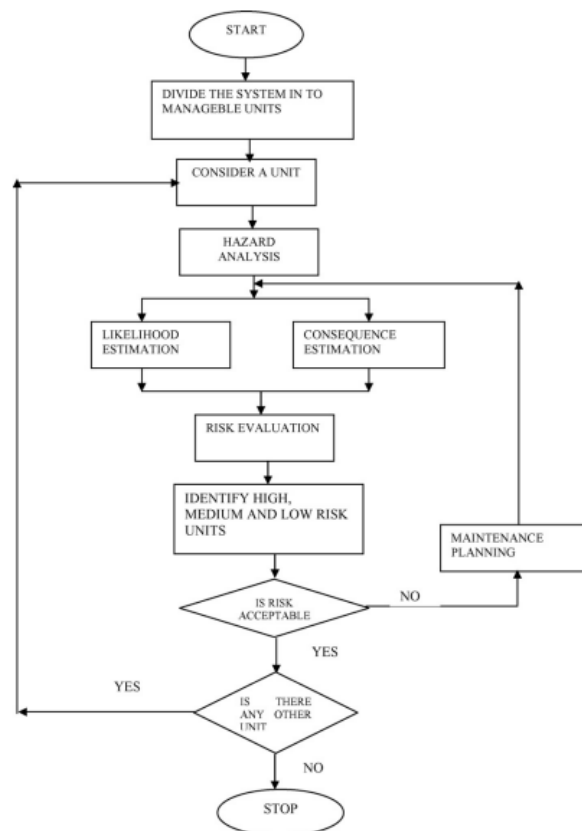 START
DIVIDE THE SYSTEM IN TO
MANAGEBLE UNITS
CONSIDER A UNIT
HAZARD
ANALYSIS
LIKELIHOOD
ESTIMATION
CONSEQUENCE
ESTIMATION
RISK EVALUATION
IDENTIFY HIGH,
MEDIUM AND LOW RISK
UNITS
MAINTENANCE
PLANNING
IS RISK
ACCEPTABLE
NO
YES
YES
IS THERE
ANY OTHER
UNIT
NO
STOP